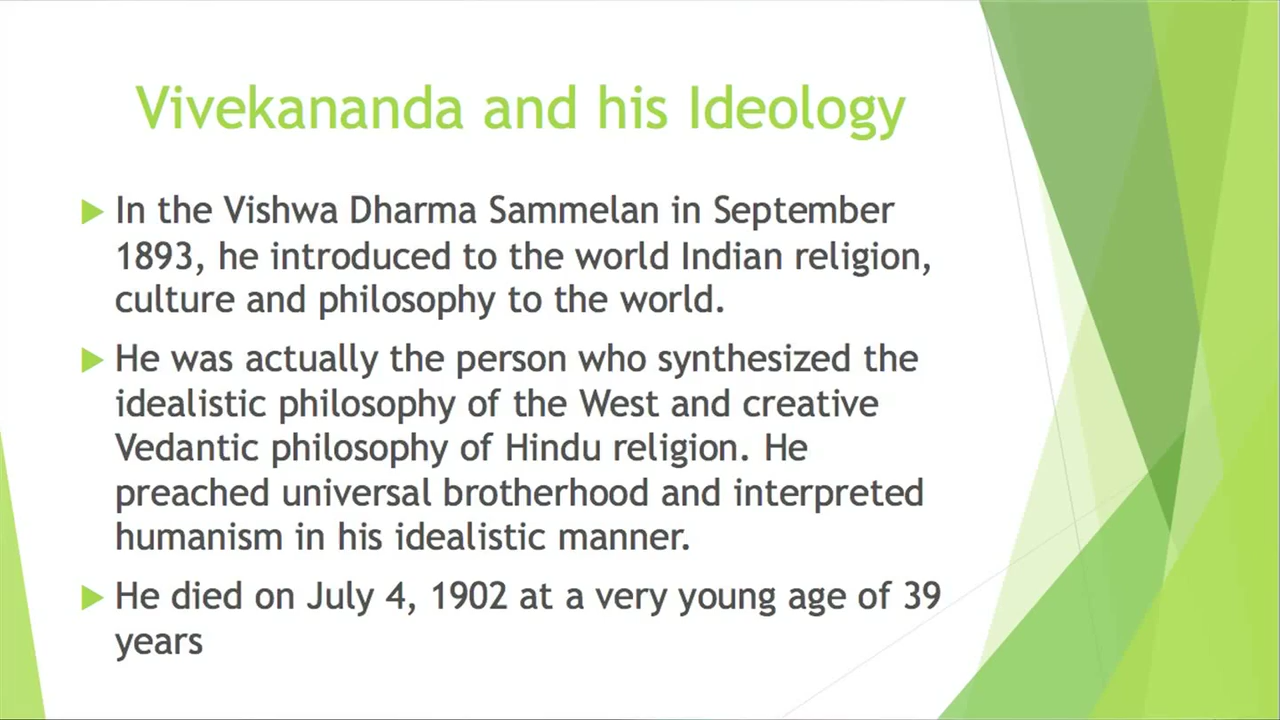 Vivekananda and his Ideology
In the Vishwa Dharma Sammelan in September
1893, he introduced to the world Indian religion,
culture and philosophy to the world.
He was actually the person who synthesized the
idealistic philosophy of the West and creative
Vedantic philosophy of Hindu religion. He
preached universal brotherhood and interpreted
humanism in his idealistic manner.
He died on July 4, 1902 at a very young age of 39
years